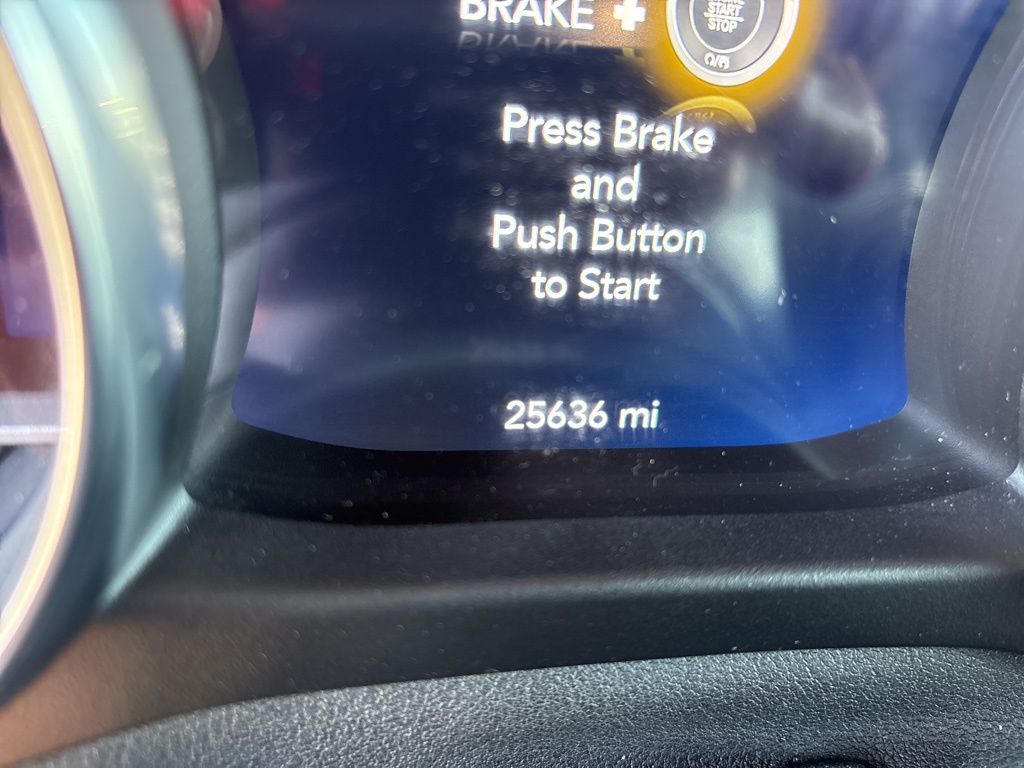 BRAKE +
START
STOP
Press Brake
and
Push Button
to Start
25636 mi